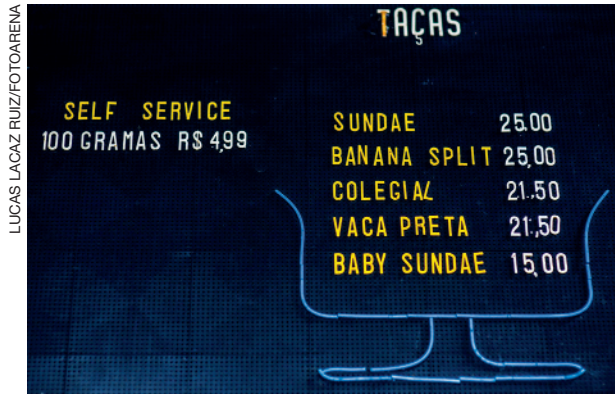 LUCAS LACAZ RUIZ/FOTOARENA
TAÇAS
SELF SERVICE
100 GRAMAS R$ 4,99
SUNDAE 25.00
BANANA SPLIT 25,00
COLEGIAL 21.50
VACA PRETA 21,50
BABY SUNDAE 15,00